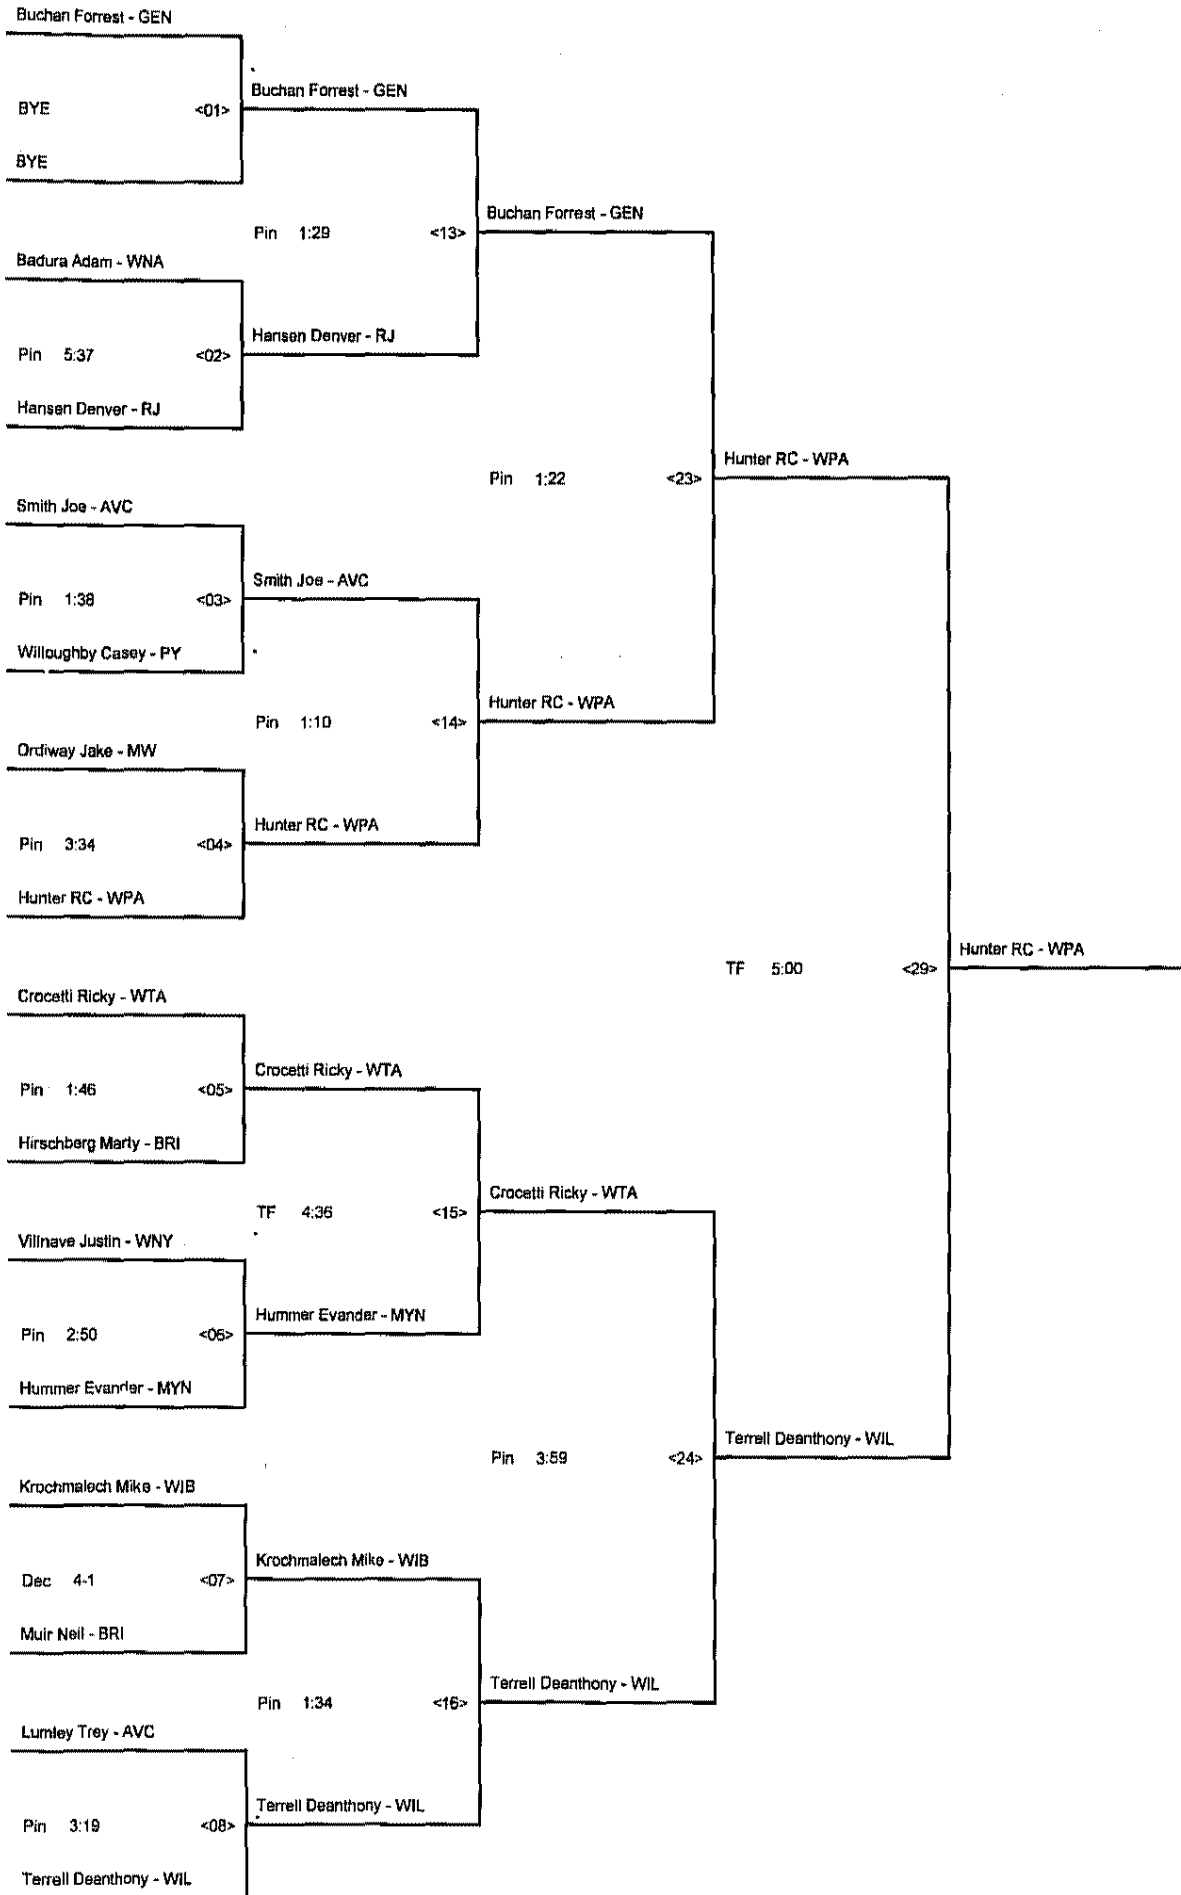 Buchan Forrest - GEN
Buchan Forrest - GEN
BYE <01>
BYE
Buchan Forrest - GEN
Pin 1:29 <13>
Badura Adam - WNA
Hansen Denver - RJ
Pin 5:37 <02>
Hansen Denver - RJ
Hunter RC - WPA
Pin 1:22 <23>
Smith Joe - AVC
Smith Joe - AVC
Pin 1:38 <03>
Willoughby Casey - PY
Hunter RC - WPA
Pin 1:10 <14>
Ordiway Jake - MW
Hunter RC - WPA
Pin 3:34 <04>
Hunter RC - WPA
Hunter RC - WPA
TF 5:00 <29>
Crocetti Ricky - WTA
Crocetti Ricky - WTA
Pin 1:46 <05>
Hirschberg Marty - BRI
Crocetti Ricky - WTA
TF 4:36 <15>
Villnave Justin - WNY
Hummer Evander - MYN
Pin 2:50 <06>
Hummer Evander - MYN
Terrell Deanthony - WIL
Pin 3:59 <24>
Krochmalech Mike - WIB
Krochmalech Mike - WIB
Dec 4-1 <07>
Muir Neil - BRI
Terrell Deanthony - WIL
Pin 1:34 <16>
Lumley Trey - AVC
Terrell Deanthony - WIL
Pin 3:19 <08>
Terrell Deanthony - WIL